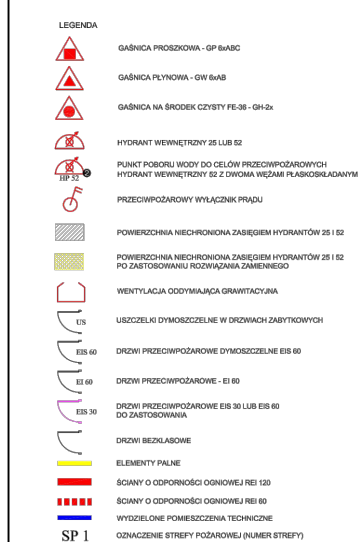 LEGENDA
GAŚNICA PROSZKOWA - GP 6xABC
GAŚNICA PŁYNOWA - GW 6xAB
GAŚNICA NA ŚRODEK CZYSTY FE-36 - GH-2x
HYDRANT WEWNĘTRZNY 25 LUB 52
HP 52 2
PUNKT POBORU WODY DO CELÓW PRZECIWPOŻAROWYCH
HYDRANT WEWNĘTRZNY 52 Z DWOMA WĘŻAMI PŁASKOSKŁADANYM
PRZECIWPOŻAROWY WYŁĄCZNIK PRĄDU
POWIERZCHNIA NIECHRONIONA ZASIĘGIEM HYDRANTÓW 25 I 52
POWIERZCHNIA NIECHRONIONA ZASIĘGIEM HYDRANTÓW 25 I 52
PO ZASTOSOWANIU ROZWIĄZANIA ZAMIENNEGO
WENTYLACJA ODDYMIAJĄCA GRAWITACYJNA
US USZCZELKI DYMOSZCZELNE W DRZWIACH ZABYTKOWYCH
EIS 60 DRZWI PRZECIWPOŻAROWE DYMOSZCZELNE EIS 60
EI 60 DRZWI PRZECIWPOŻAROWE - EI 60
EIS 30 DRZWI PRZECIWPOŻAROWE EIS 30 LUB EIS 60
DO ZASTOSOWANIA
DRZWI BEZKLASOWE
ELEMENTY PALNE
ŚCIANY O ODPORNOŚCI OGNIOWEJ REI 120
ŚCIANY O ODPORNOŚCI OGNIOWEJ REI 60
WYDZIELONE POMIESZCZENIA TECHNICZNE
SP 1 OZNACZENIE STREFY POŻAROWEJ (NUMER STREFY)